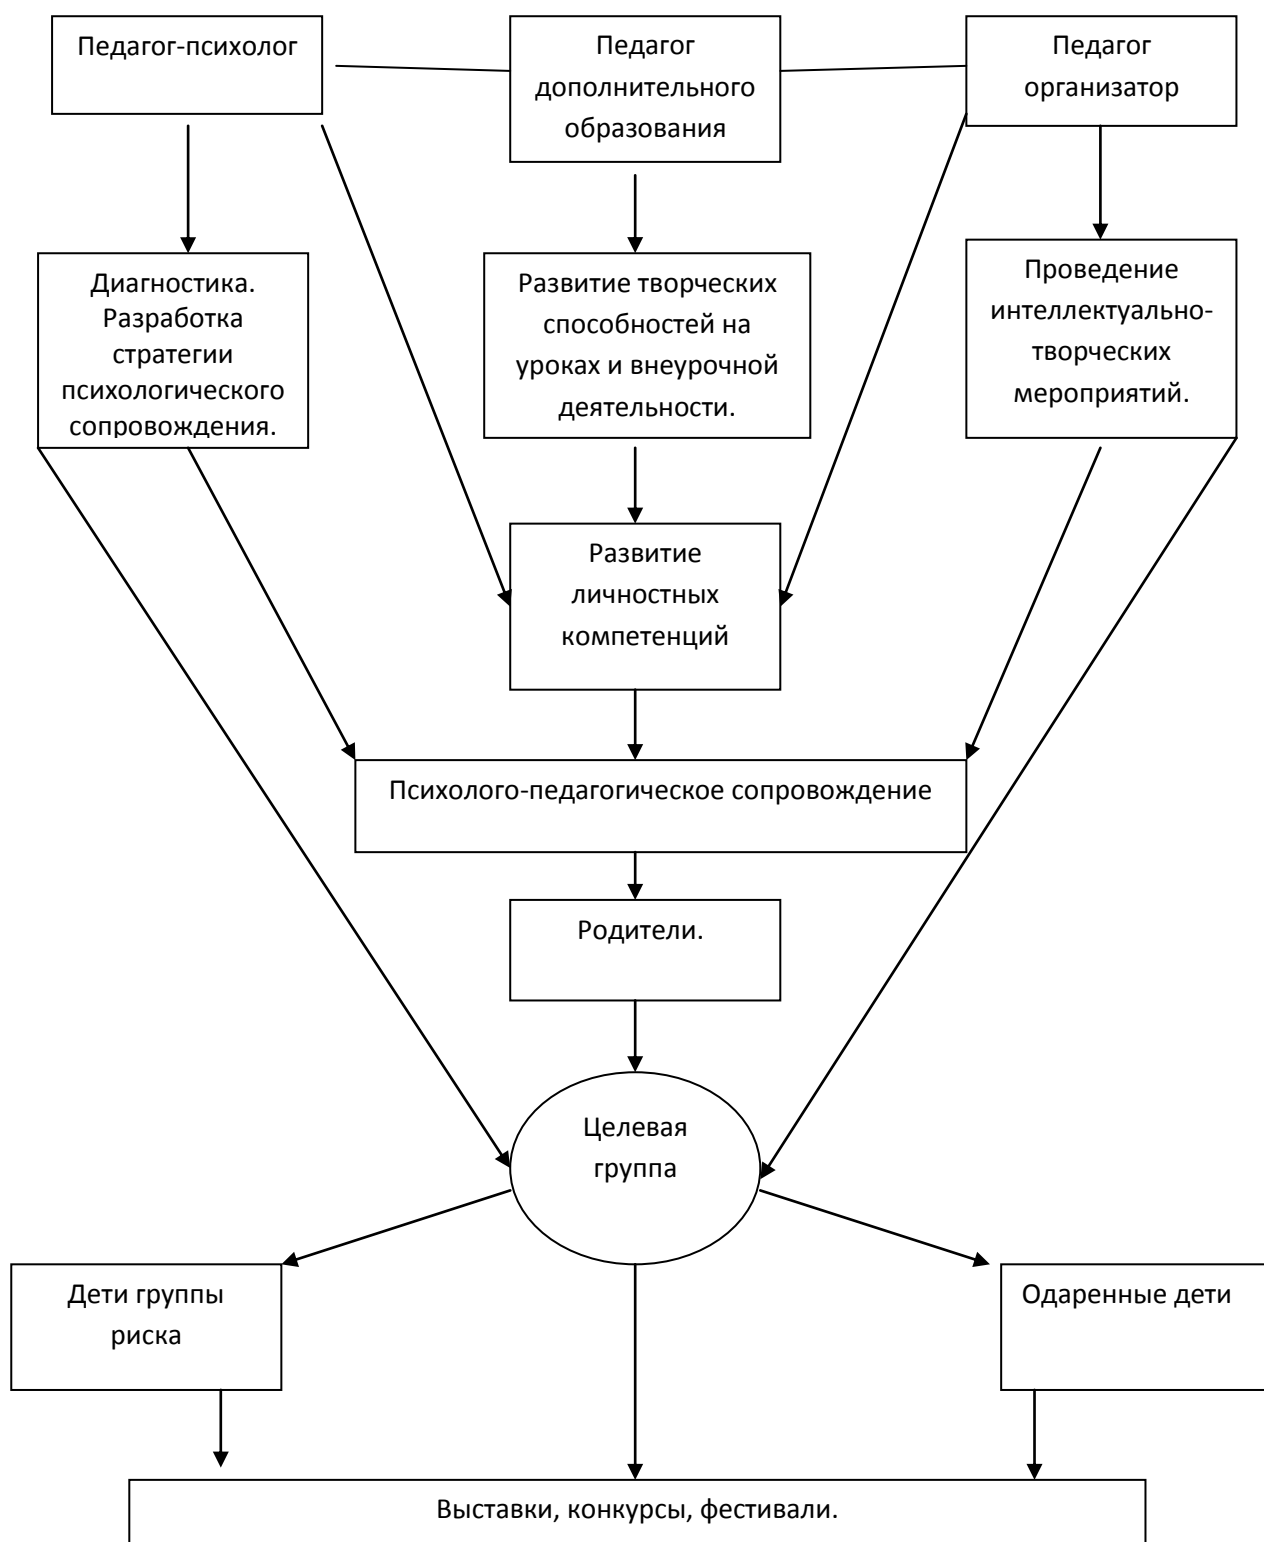 Педагог-психолог
Педагог
дополнительного
образования
Педагог
организатор
Диагностика.
Разработка
стратегии
психологического
сопровождения.
Развитие творческих
способностей на
уроках и внеурочной
деятельности.
Проведение
интеллектуально-
творческих
мероприятий.
Развитие
личностных
компетенций
Психолого-педагогическое сопровождение
Родители.
Целевая
группа
Дети группы
риска
Одаренные дети
Выставки, конкурсы, фестивали.